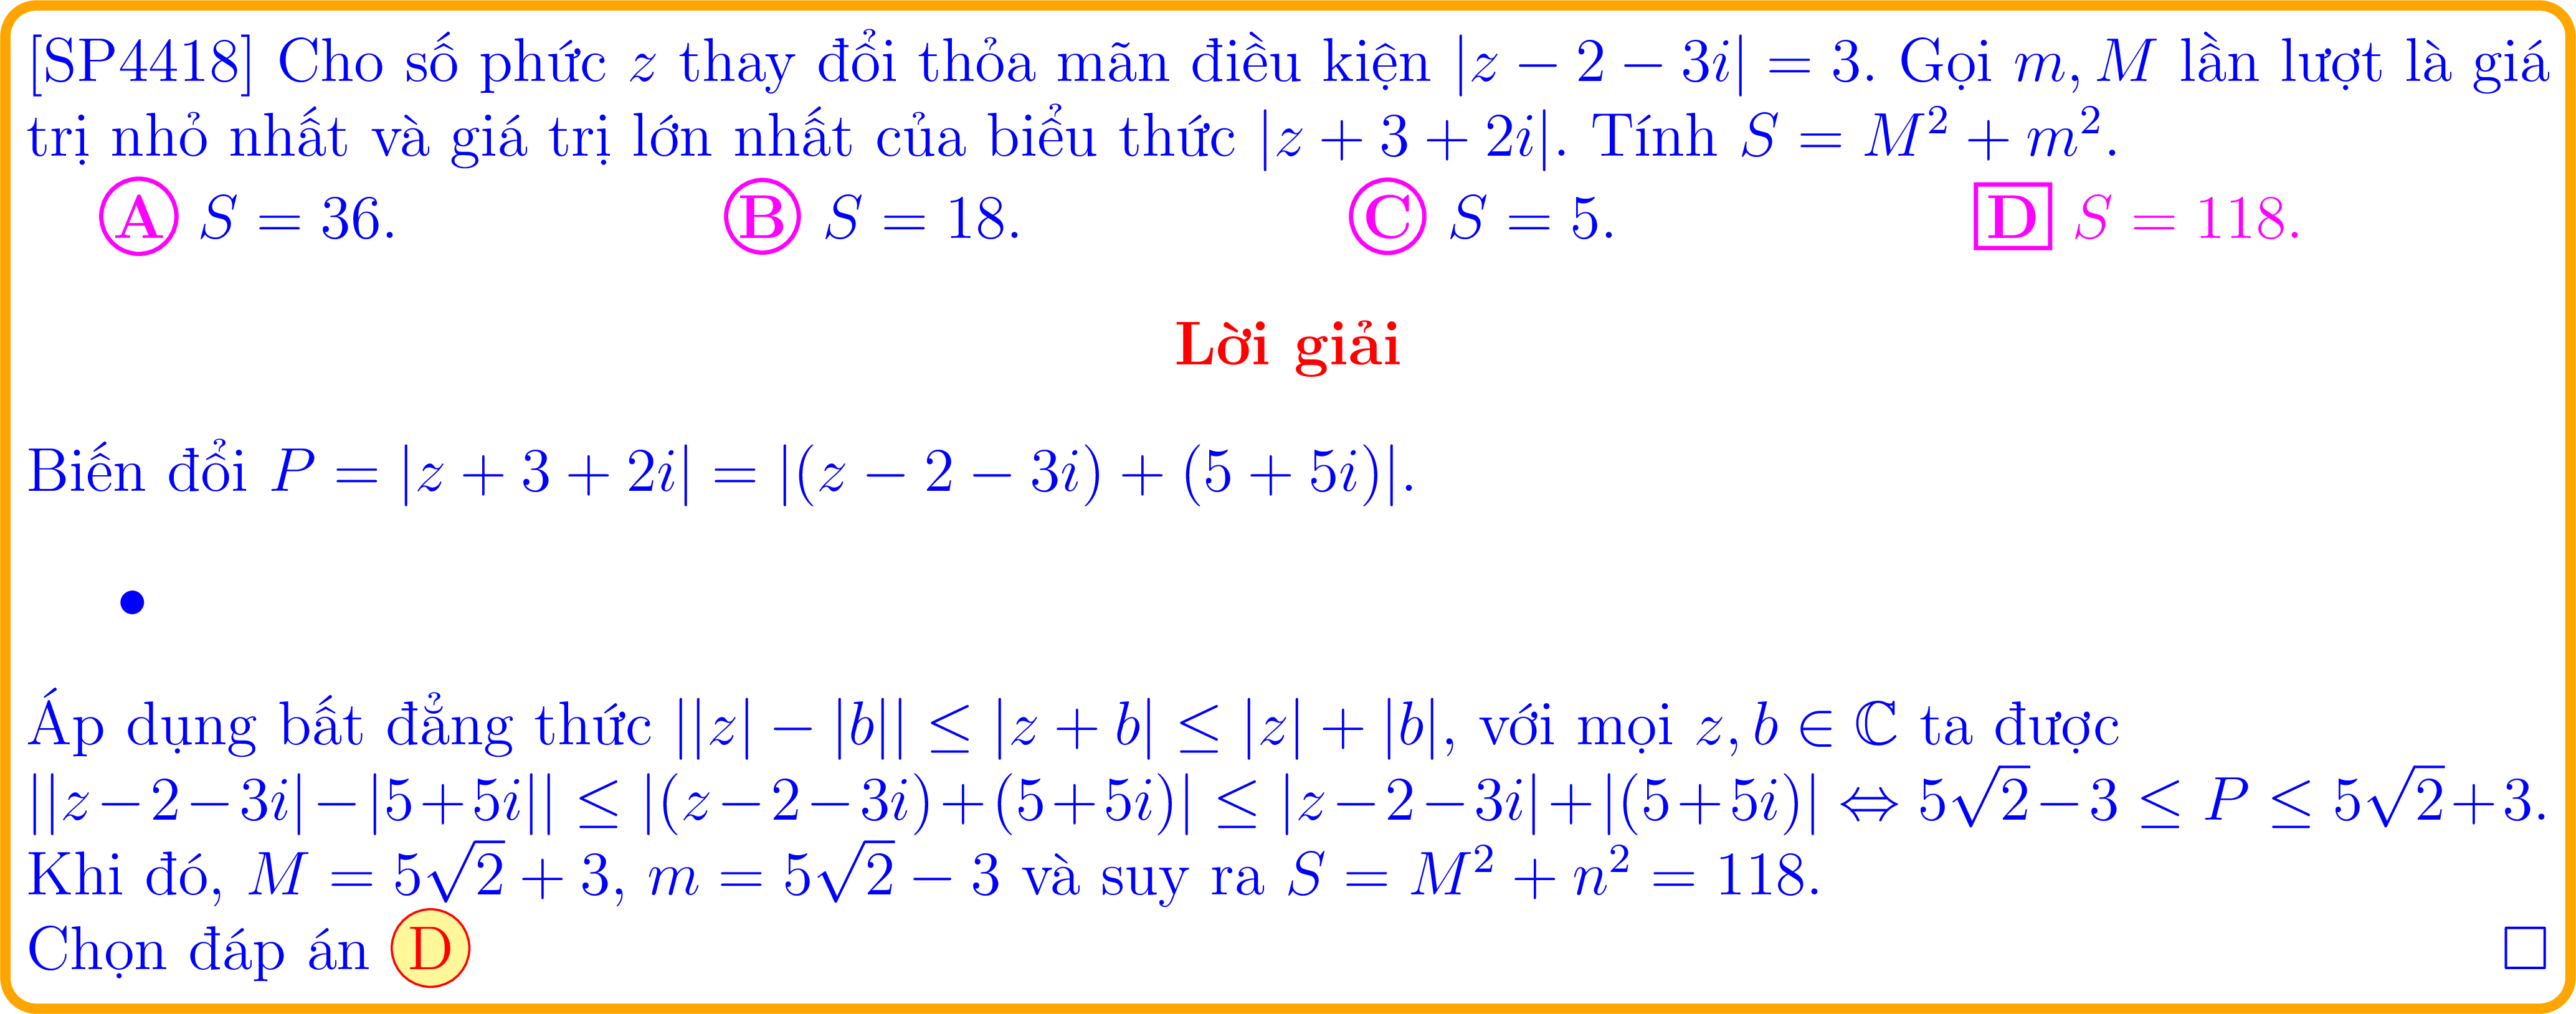 [SP4418] Cho số phức z thay đổi thỏa mãn điều kiện |z − 2 − 3i| = 3. Gọi m, M lần lượt là giá
trị nhỏ nhất và giá trị lớn nhất của biểu thức |z + 3 + 2i|. Tính S = M² + m².
A S = 36. B S = 18. C S = 5. D S = 118.
Lời giải
Biến đổi P = |z + 3 + 2i| = |(z − 2 − 3i) + (5 + 5i)|.
•
Áp dụng bất đẳng thức ||z| − |b|| ≤ |z + b| ≤ |z| + |b|, với mọi z, b ∈ ℂ ta được
||z − 2 − 3i| − |5 + 5i|| ≤ |(z − 2 − 3i) + (5 + 5i)| ≤ |z − 2 − 3i| + |(5 + 5i)| ⇔ 5√2 − 3 ≤ P ≤ 5√2 + 3.
Khi đó, M = 5√2 + 3, m = 5√2 − 3 và suy ra S = M² + n² = 118.
Chọn đáp án D □